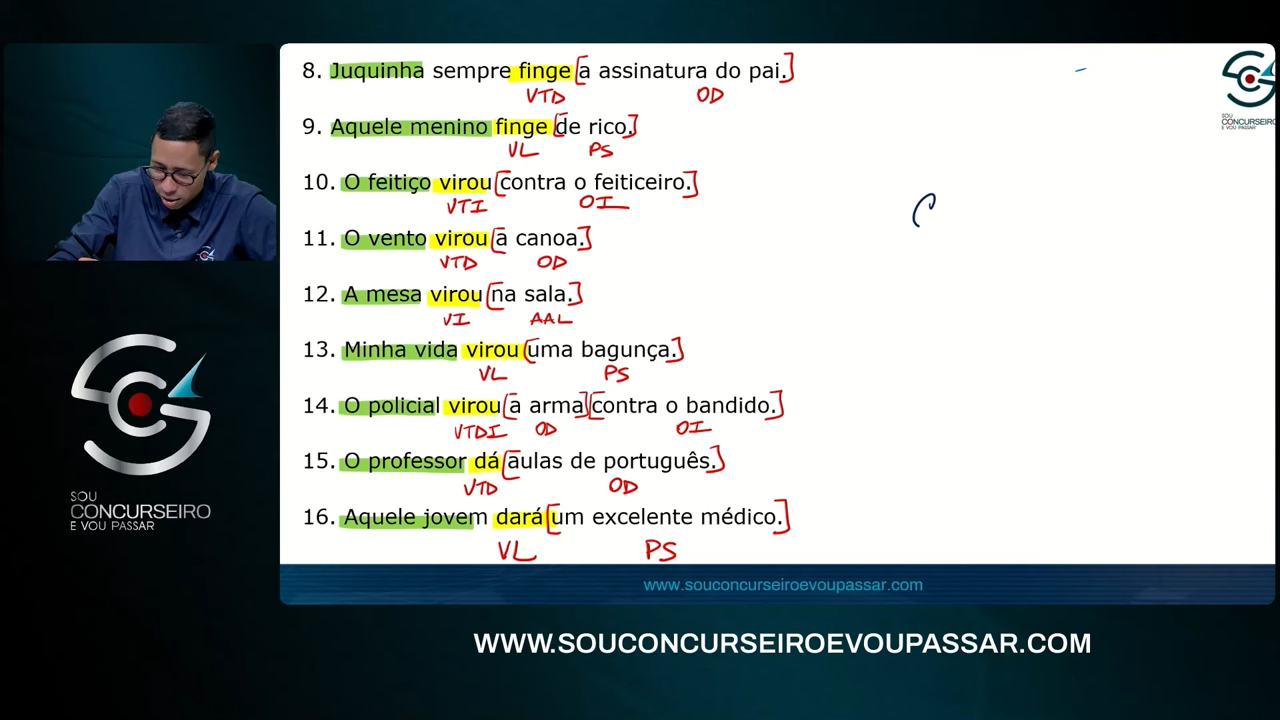 8. Juquinha sempre finge [a assinatura do pai.]
VTD OD
9. Aquele menino finge [de rico.]
VL PS
10. O feitiço virou [contra o feiticeiro.]
VTI OI
11. O vento virou [a canoa.]
VTD OD
12. A mesa virou [na sala.]
VI AAL
13. Minha vida virou [uma bagunça.]
VL PS
14. O policial virou [a arma] [contra o bandido.]
VTDI OD OI
15. O professor dá [aulas de português.]
VTD OD
16. Aquele jovem dará [um excelente médico.]
VL PS
SOU
CONCURSEIRO
E VOU PASSAR
SOU
CONCURSEIRO
E VOU PASSAR
www.souconcurseiroevoupassar.com
WWW.SOUCONCURSEIROEVOUPASSAR.COM